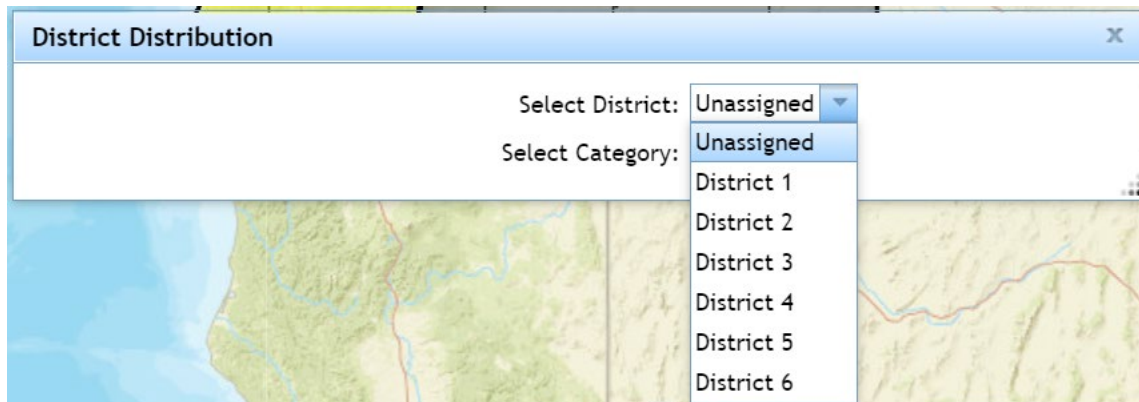 District Distribution x
Select District: Unassigned
Unassigned
Select Category:
District 1
District 2
District 3
District 4
District 5
District 6